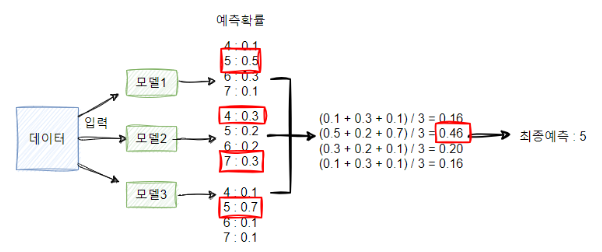 예측확률
4 : 0.1
5 : 0.5
6 : 0.3
7 : 0.1
모델1
입력
데이터
모델2
4 : 0.3
5 : 0.2
6 : 0.2
7 : 0.3
모델3
4 : 0.1
5 : 0.7
6 : 0.1
7 : 0.1
(0.1 + 0.3 + 0.1) / 3 = 0.16
(0.5 + 0.2 + 0.7) / 3 = 0.46
(0.3 + 0.2 + 0.1) / 3 = 0.20
(0.1 + 0.3 + 0.1) / 3 = 0.16
최종예측 : 5